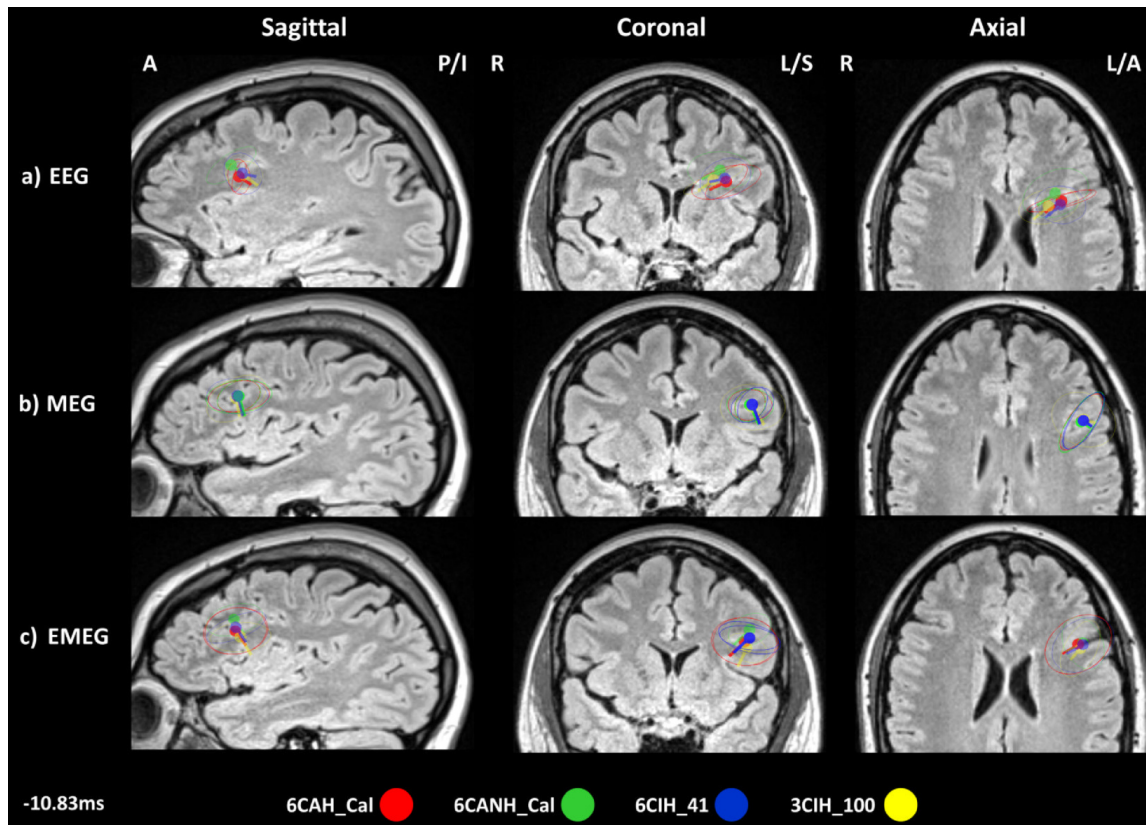 Sagittal Coronal Axial
A P/I R L/S R L/A
a) EEG
b) MEG
c) EMEG
-10.83ms 6CAH_Cal 6CANH_Cal 6CIH_41 3CIH_100